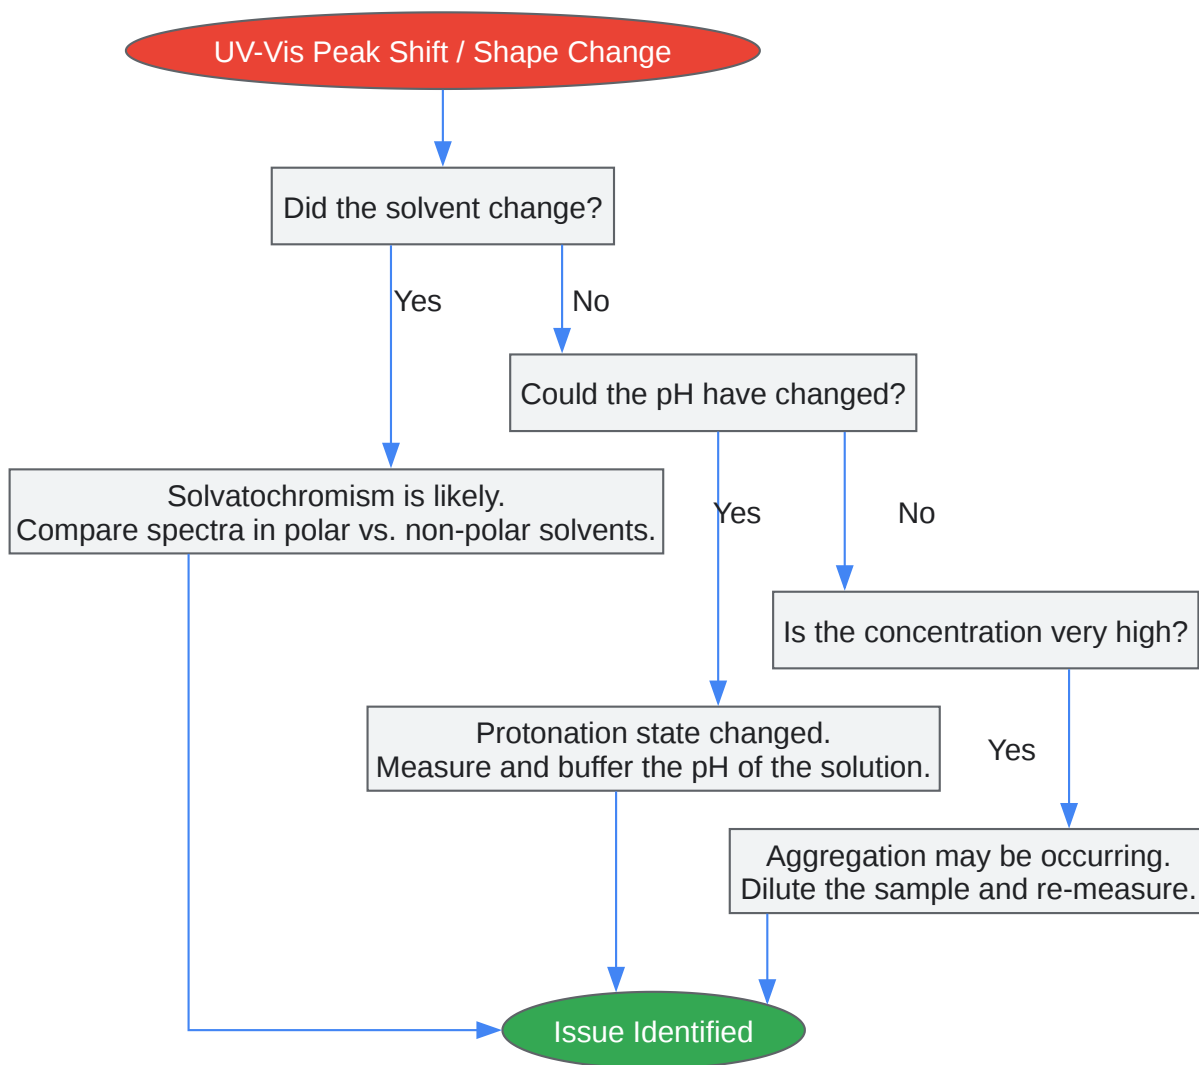 UV-Vis Peak Shift / Shape Change
Did the solvent change?
Yes
No
Could the pH have changed?
Solvatochromism is likely.
Compare spectra in polar vs. non-polar solvents.
Yes
No
Is the concentration very high?
Protonation state changed.
Measure and buffer the pH of the solution.
Yes
Aggregation may be occurring.
Dilute the sample and re-measure.
Issue Identified